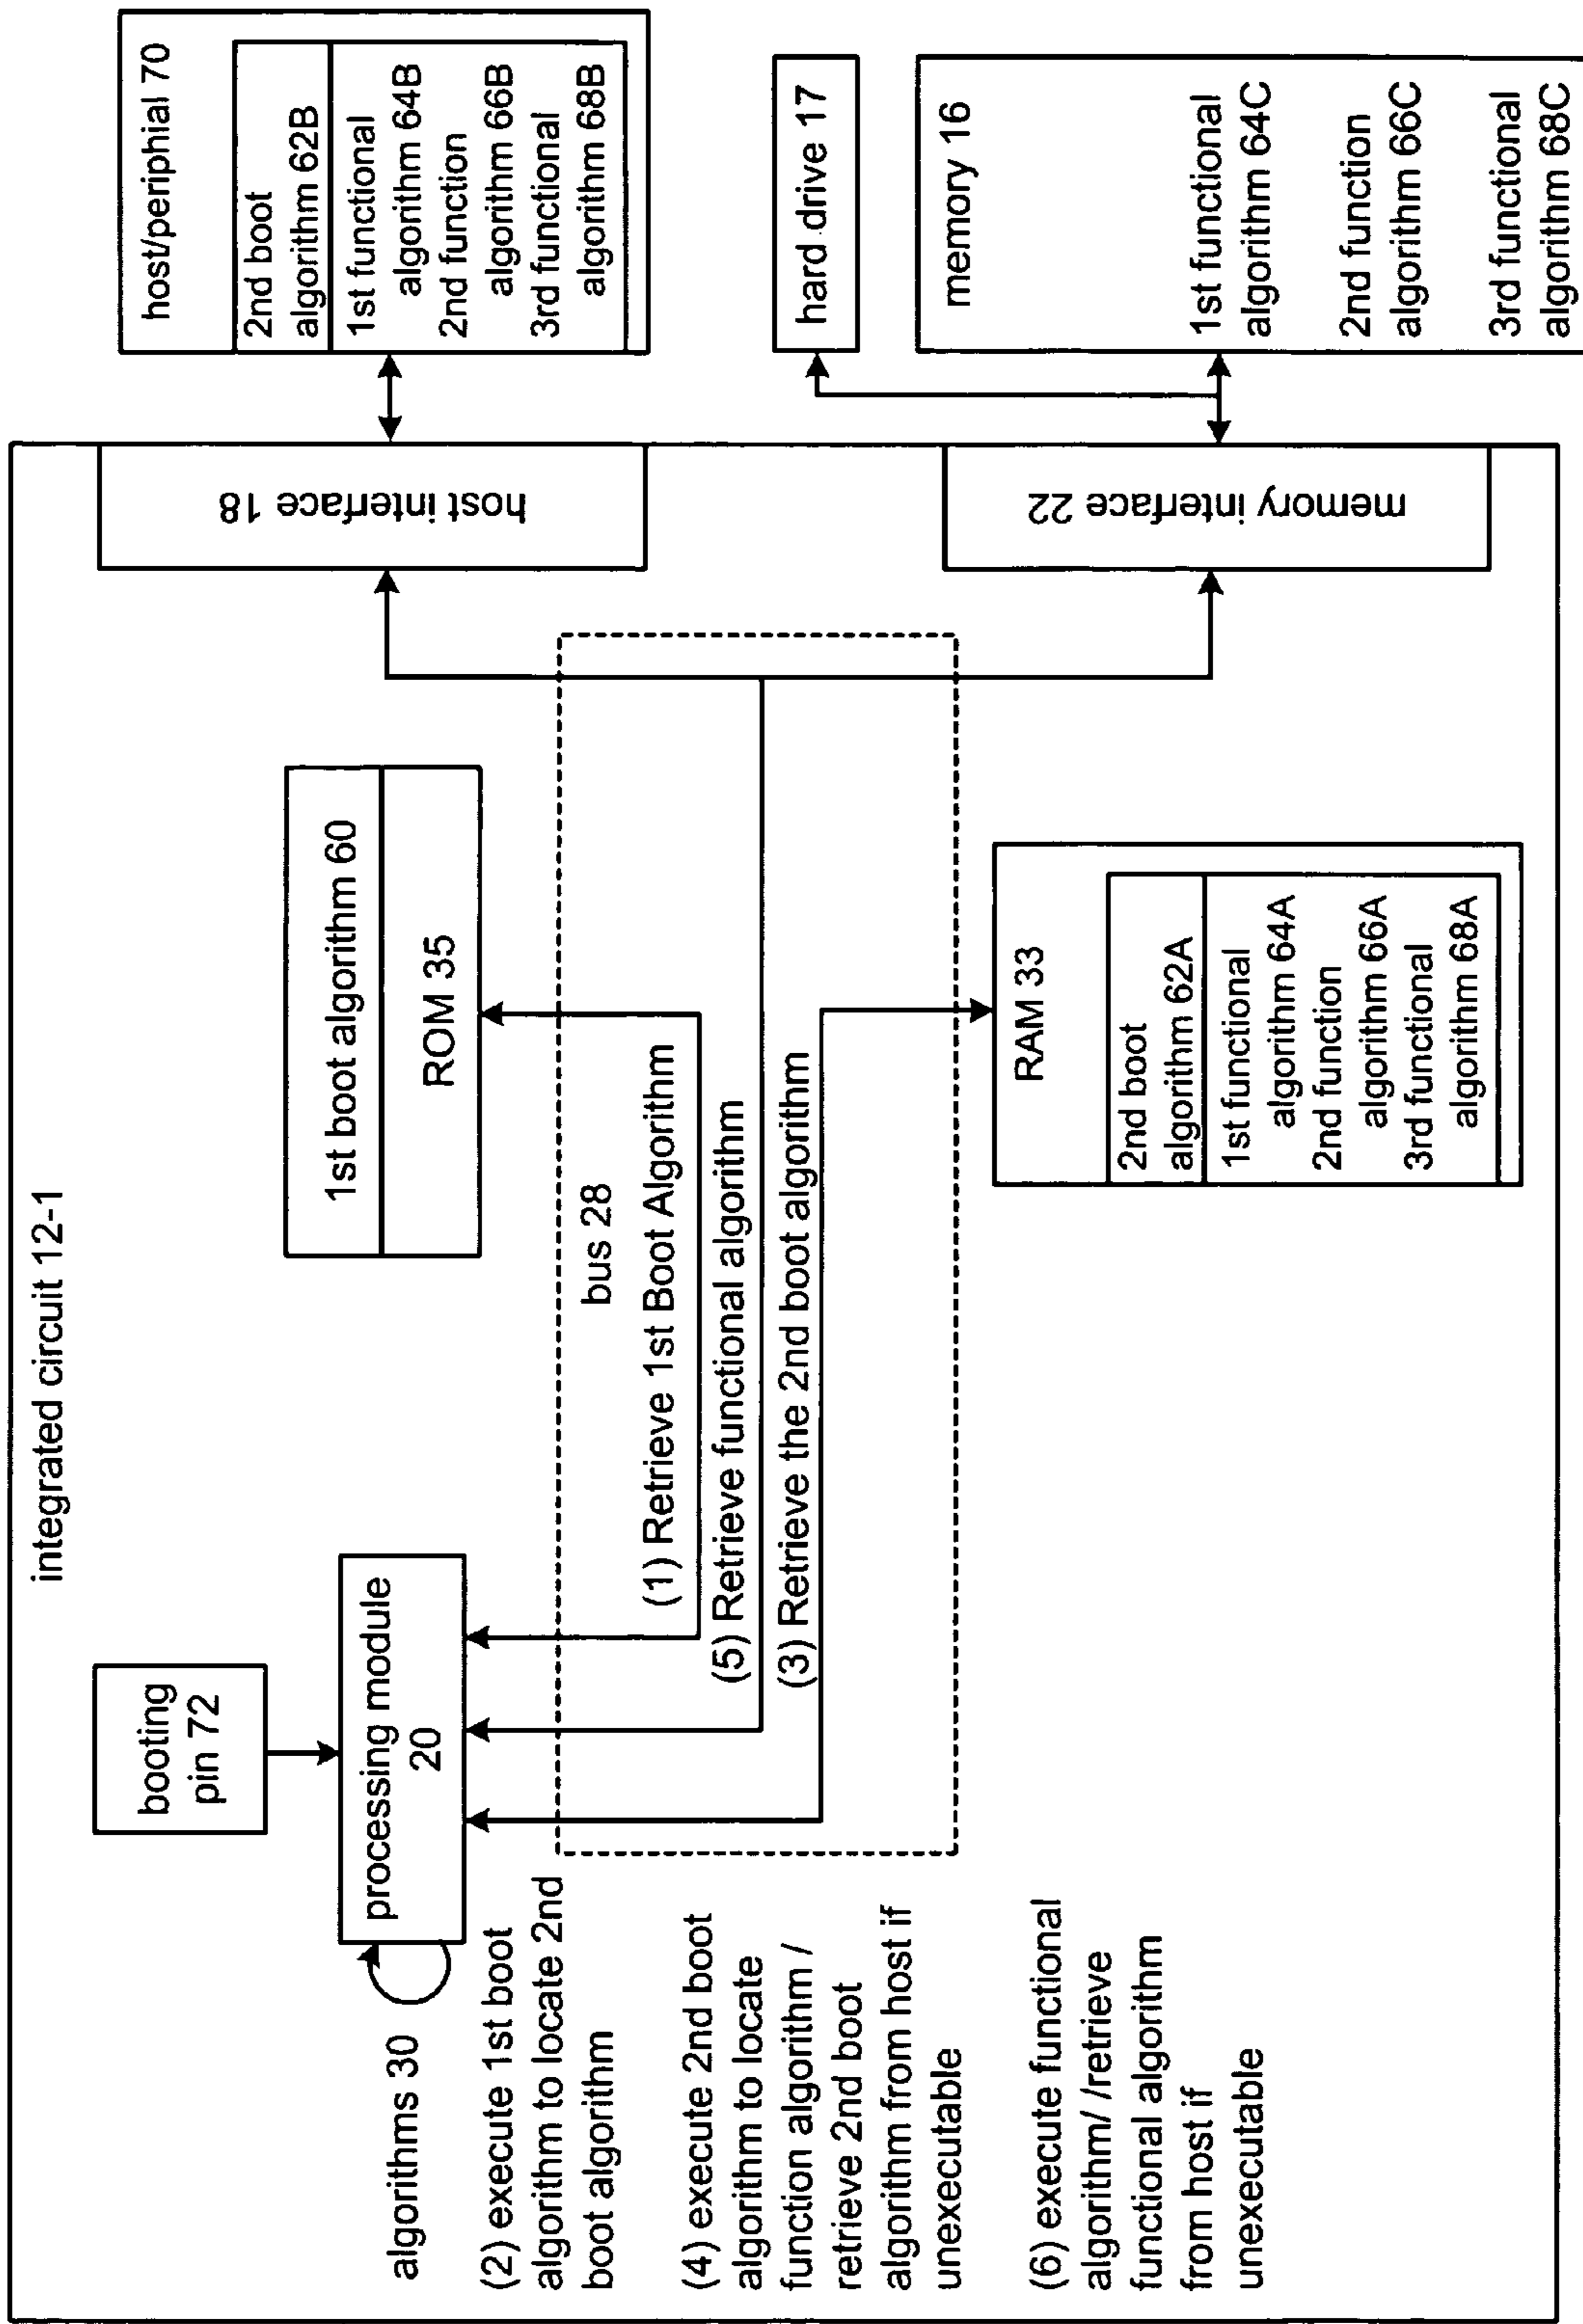 integrated circuit 12-1
booting
pin 72
processing module
20
algorithms 30
(2) execute 1st boot
algorithm to locate 2nd
boot algorithm
(4) execute 2nd boot
algorithm to locate
function algorithm /
retrieve 2nd boot
algorithm from host if
unexecutable
(6) execute functional
algorithm/ /retrieve
functional algorithm
from host if
unexecutable
1st boot algorithm 60
ROM 35
bus 28
(1) Retrieve 1st Boot Algorithm
(5) Retrieve functional algorithm
(3) Retrieve the 2nd boot algorithm
RAM 33
2nd boot
algorithm 62A
1st functional
algorithm 64A
2nd function
algorithm 66A
3rd functional
algorithm 68A
host interface 18
memory interface 22
host/periphial 70
2nd boot
algorithm 62B
1st functional
algorithm 64B
2nd function
algorithm 66B
3rd functional
algorithm 68B
hard drive 17
memory 16
1st functional
algorithm 64C
2nd function
algorithm 66C
3rd functional
algorithm 68C